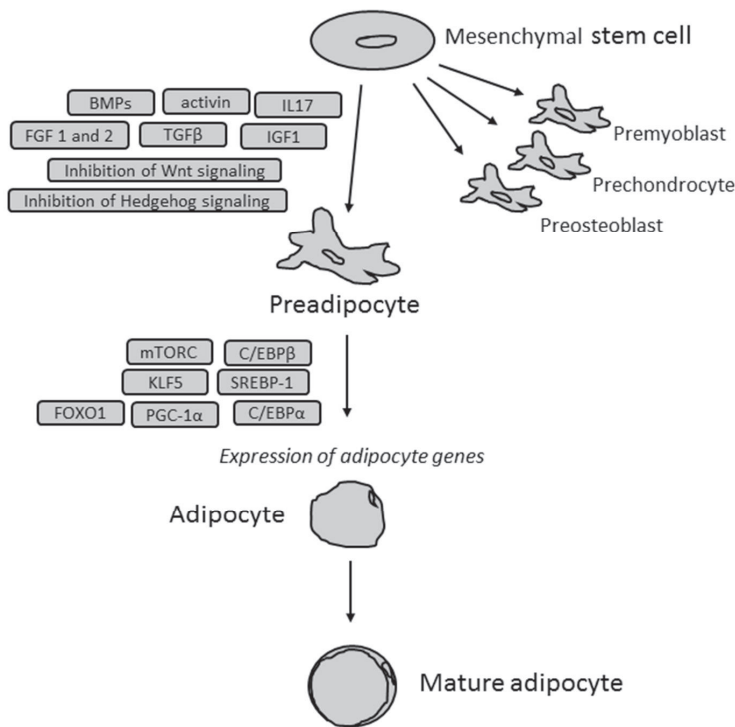 Mesenchymal stem cell
BMPs
activin
IL17
FGF 1 and 2
TGFβ
IGF1
Inhibition of Wnt signaling
Inhibition of Hedgehog signaling
Premyoblast
Prechondrocyte
Preosteoblast
Preadipocyte
mTORC
C/EBPβ
KLF5
SREBP-1
FOXO1
PGC-1α
C/EBPα
Expression of adipocyte genes
Adipocyte
Mature adipocyte